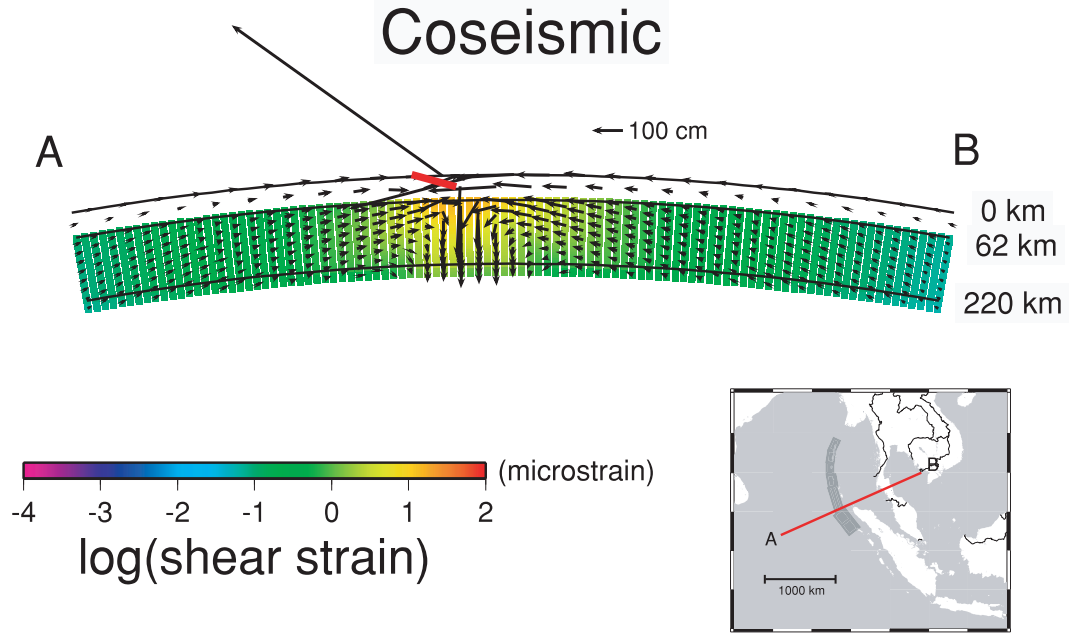 Coseismic
100 cm
A
B
0 km
62 km
220 km
(microstrain)
-4 -3 -2 -1 0 1 2
log(shear strain)
B
A
1000 km